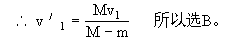 ∴ v′₁ = Mv₁/(M－m)　所以选B。